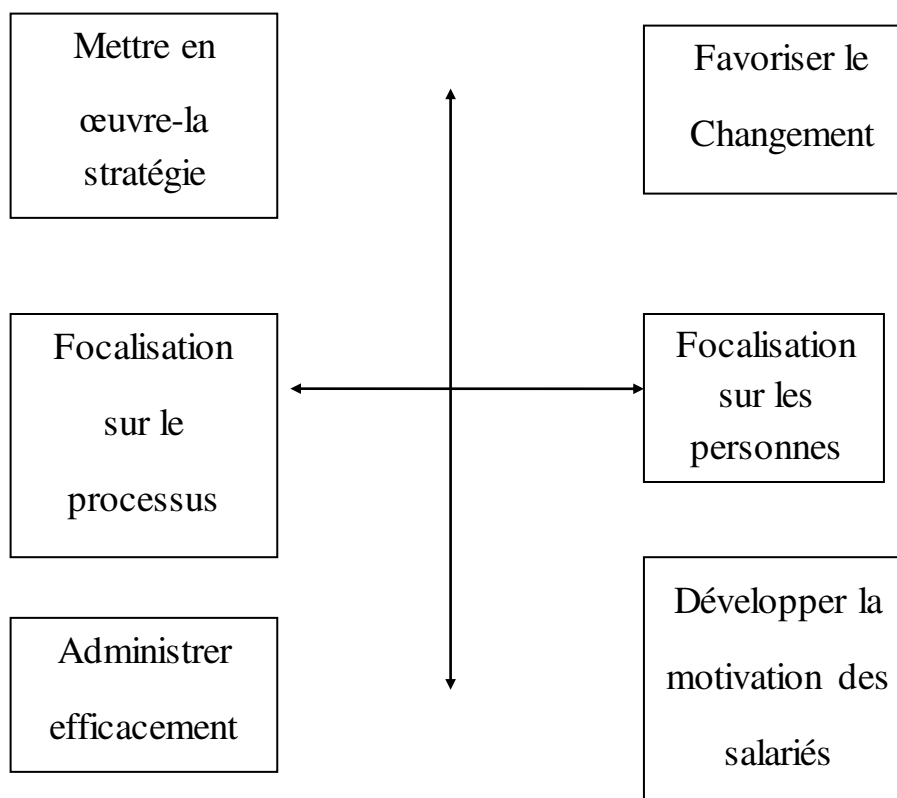 Mettre en
œuvre-la
stratégie
Favoriser le
Changement
Focalisation
sur le
processus
Focalisation
sur les
personnes
Administrer
efficacement
Développer la
motivation des
salariés